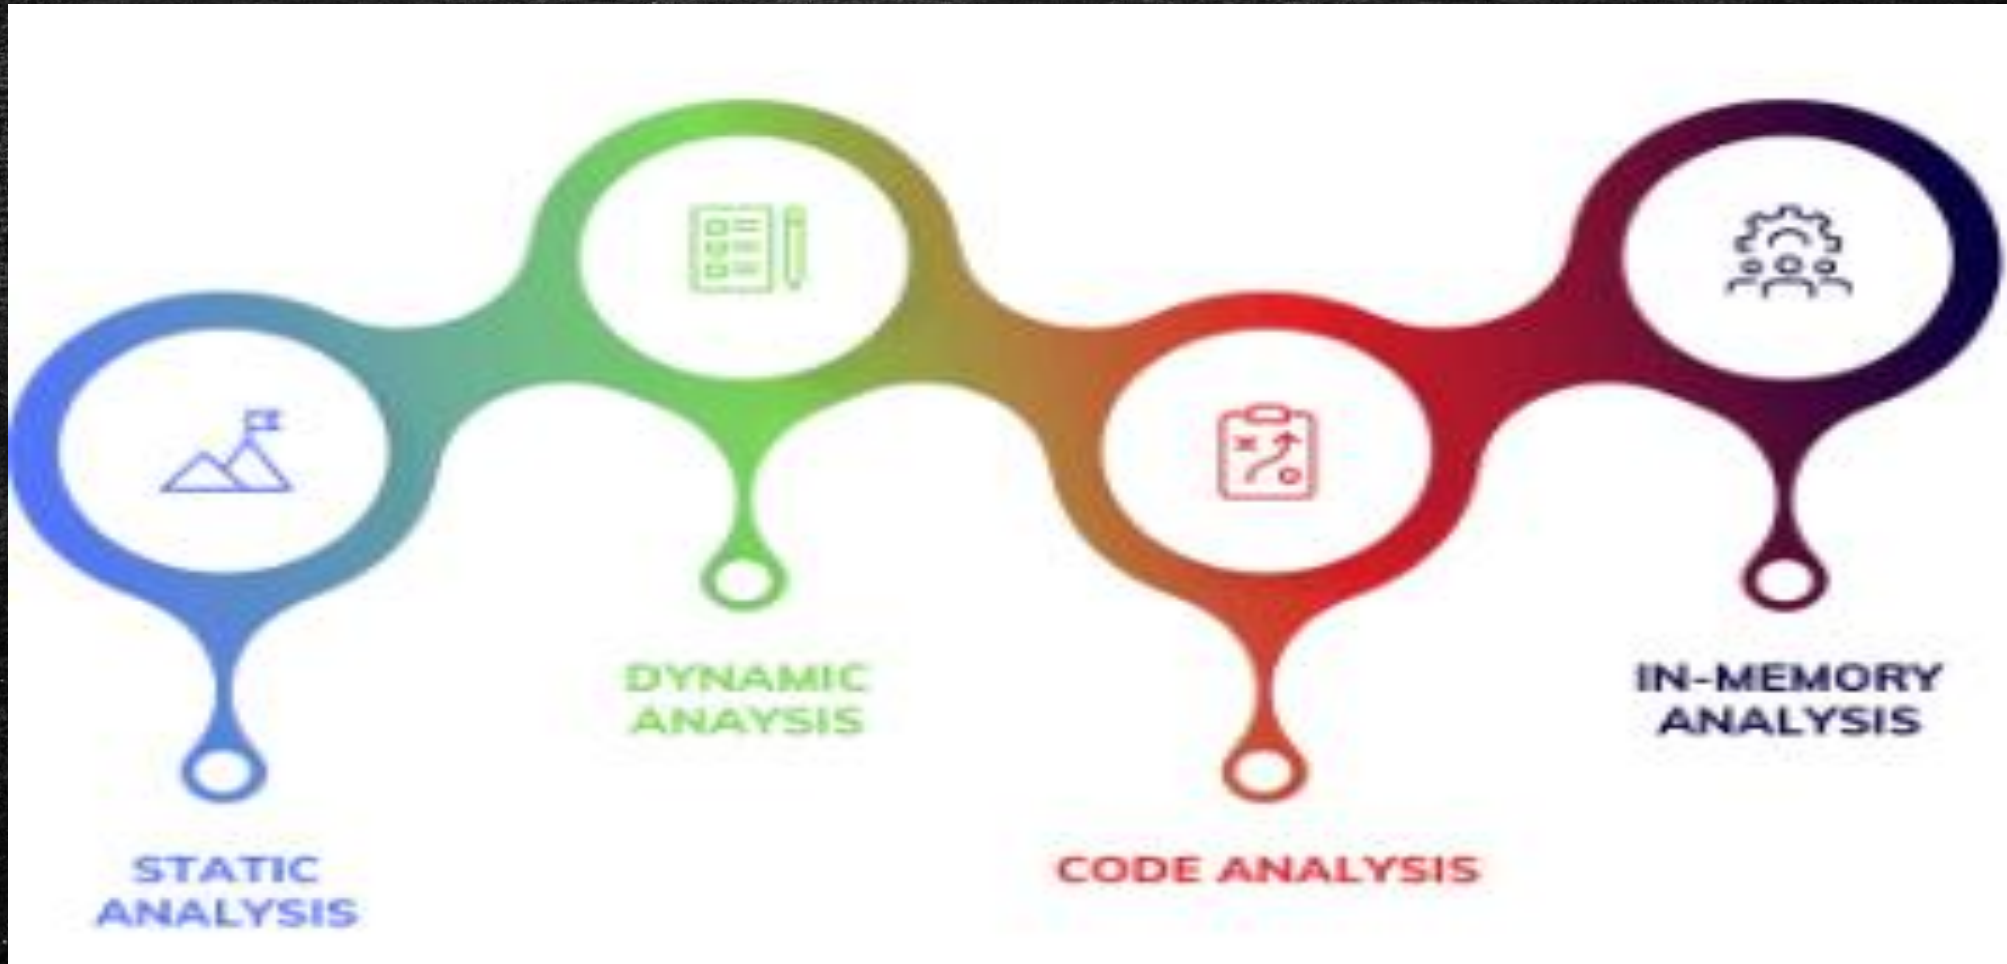 STATIC
ANALYSIS
DYNAMIC
ANAYSIS
CODE ANALYSIS
IN-MEMORY
ANALYSIS